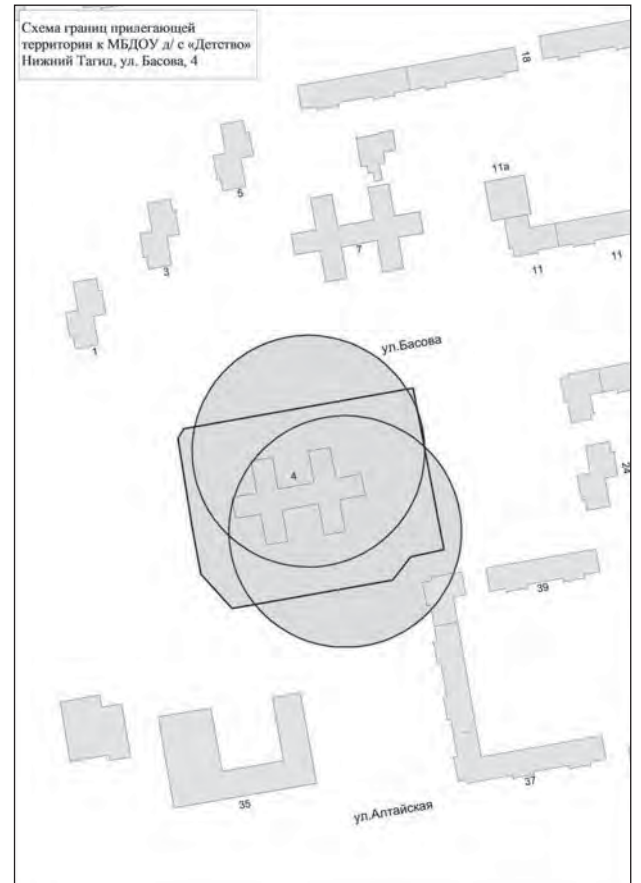 Схема границ прилегающей
территории к МБДОУ д/ с «Детство»
Нижний Тагил, ул. Басова, 4
18
5
11а
3
7
11
11
1
ул.Басова
4
24
39
37
35
ул.Алтайская